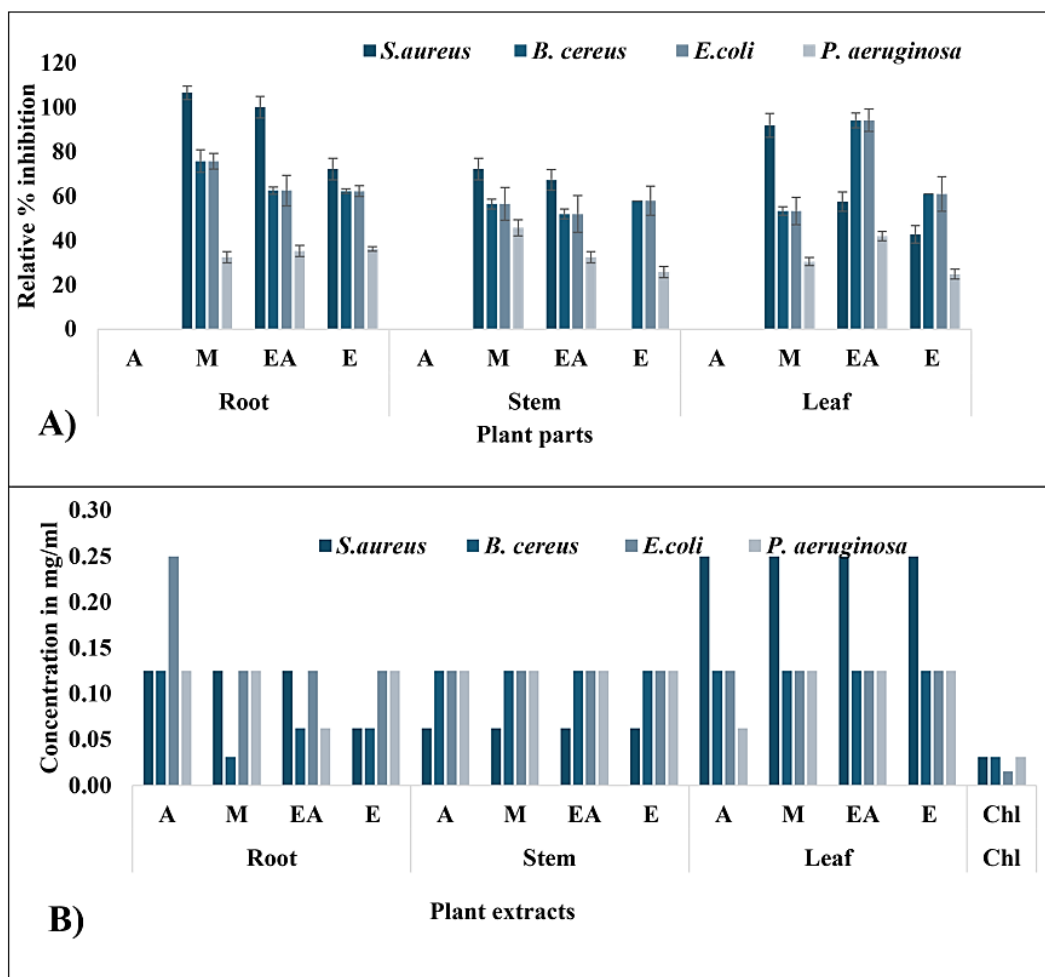 S.aureus B. cereus E.coli P. aeruginosa
120
100
80
60
40
20
0
Relative % inhibition
A M EA E A M EA E A M EA E
Root Stem Leaf
Plant parts
A)
0.30
0.25
0.20
0.15
0.10
0.05
0.00
Concentration in mg/ml
S.aureus B. cereus E.coli P. aeruginosa
A M EA E A M EA E A M EA E Chl
Root Stem Leaf Chl
Plant extracts
B)